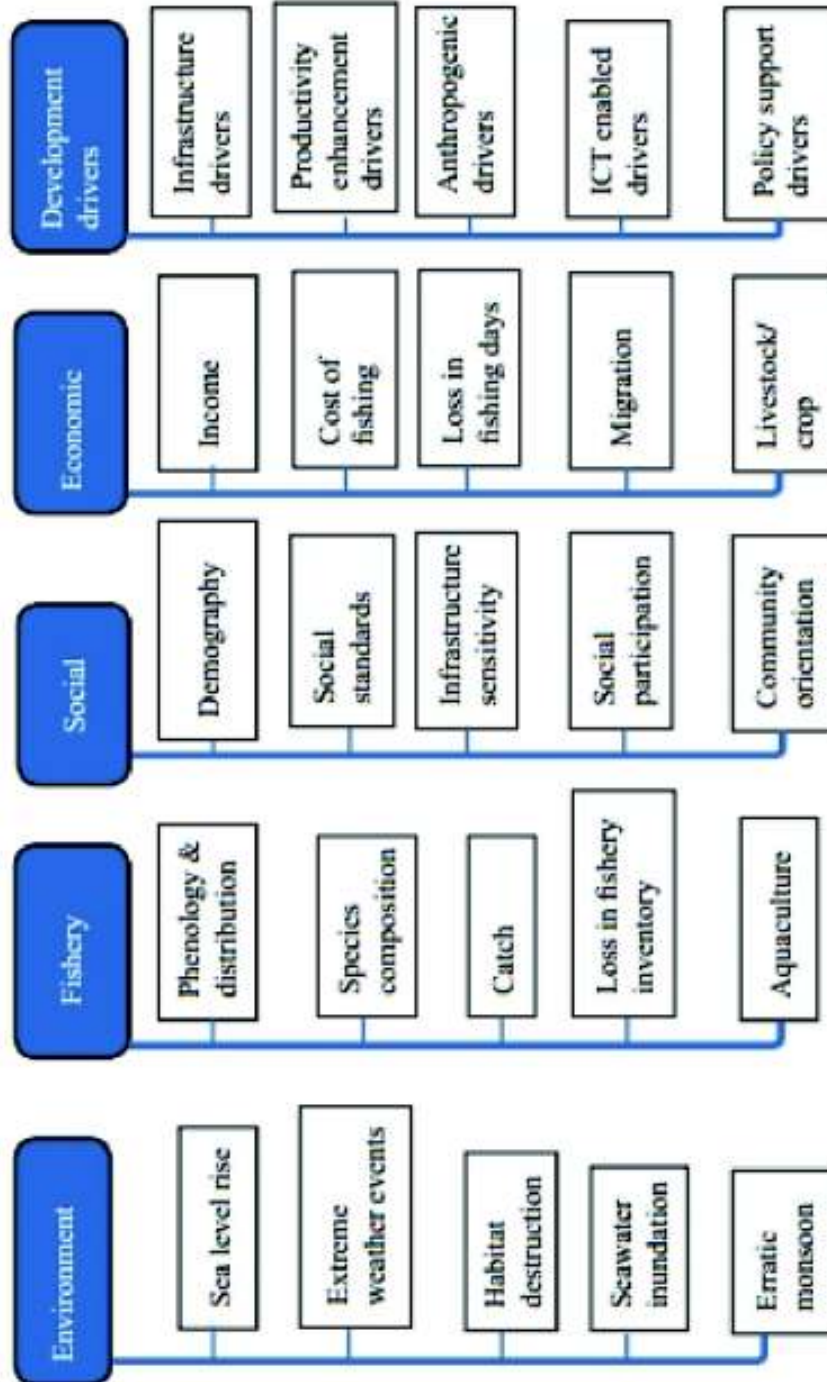 Environment
Sea level rise
Extreme
weather events
Habitat
destruction
Seawater
inundation
Erratic
monsoon
Fishery
Phenology &
distribution
Species
composition
Catch
Loss in fishery
inventory
Aquaculture
Social
Demography
Social
standards
Infrastructure
sensitivity
Social
participation
Community
orientation
Economic
Income
Cost of
fishing
Loss in
fishing days
Migration
Livestock/
crop
Development
drivers
Infrastructure
drivers
Productivity
enhancement
drivers
Anthropogenic
drivers
ICT enabled
drivers
Policy support
drivers